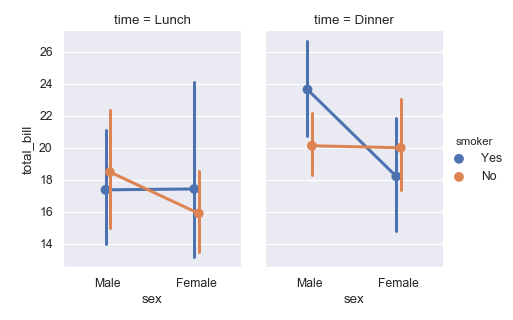 time = Lunch
time = Dinner
total_bill
26
24
22
20
18
16
14
Male
Female
sex
Male
Female
sex
smoker
Yes
No